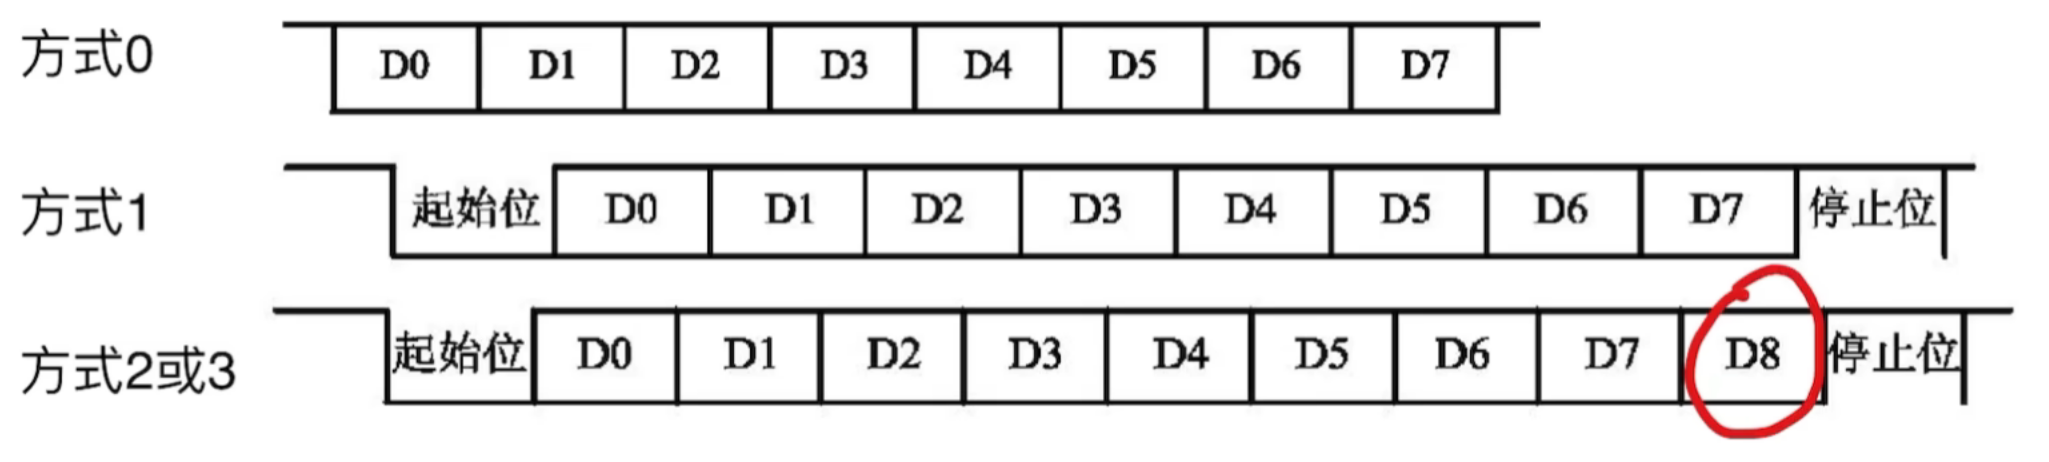 方式0 D0 D1 D2 D3 D4 D5 D6 D7
方式1 起始位 D0 D1 D2 D3 D4 D5 D6 D7 停止位
方式2或3 起始位 D0 D1 D2 D3 D4 D5 D6 D7 D8 停止位